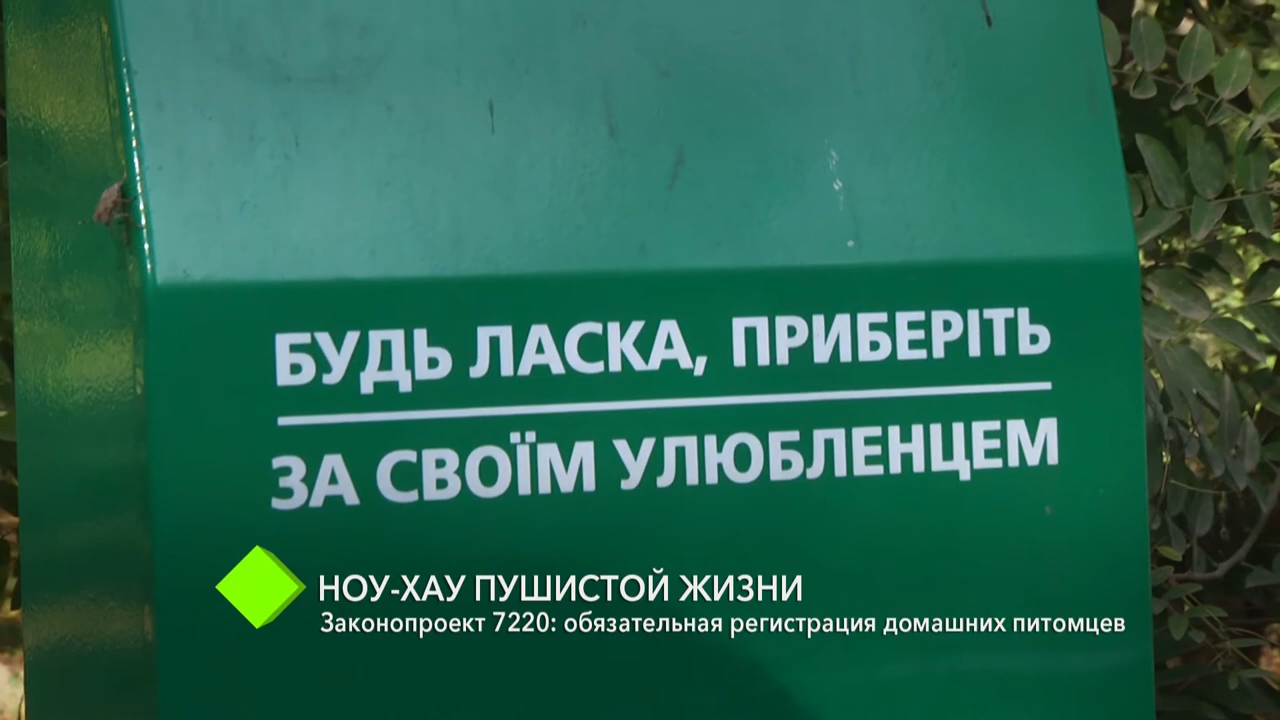 БУДЬ ЛАСКА, ПРИБЕРІТЬ
ЗА СВОЇМ УЛЮБЛЕНЦЕМ
НОУ-ХАУ ПУШИСТОЙ ЖИЗНИ
Законопроект 7220: обязательная регистрация домашних питомцев